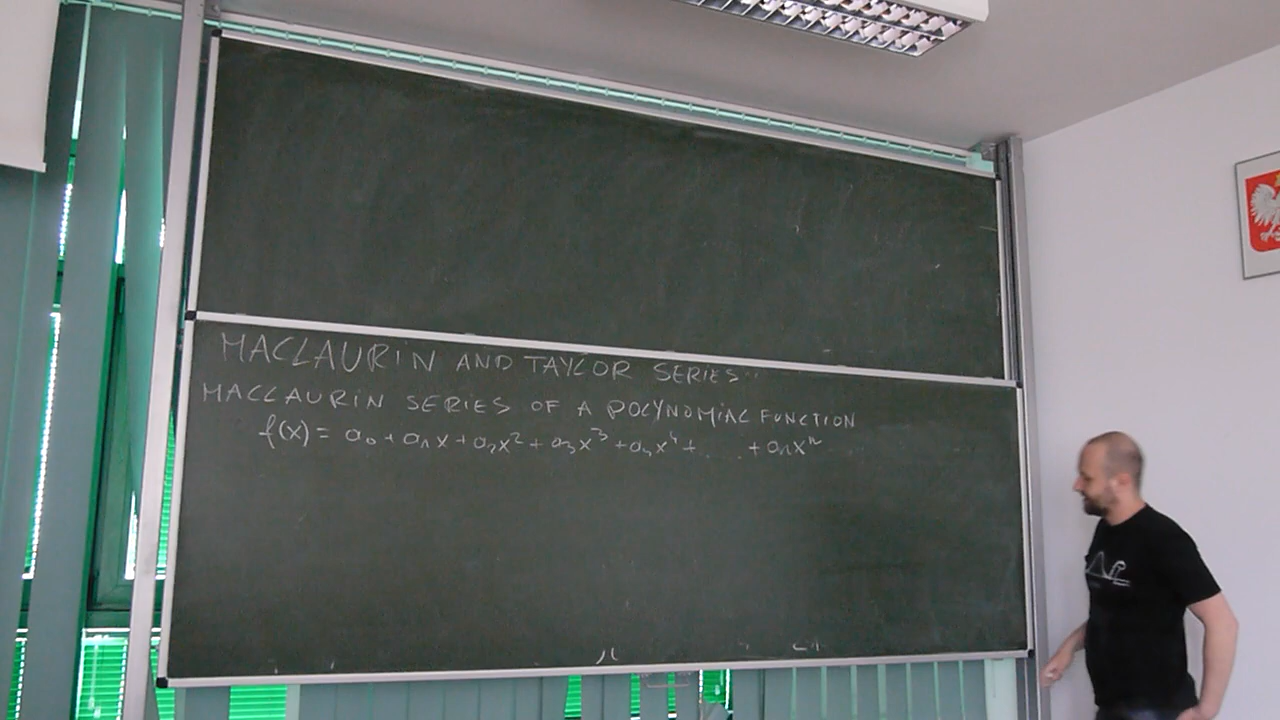 MACLAURIN AND TAYLOR SERIES..
MACLAURIN SERIES OF A POLYNOMIAL FUNCTION
f(x) = a₀ + a₁x + a₂x² + a₃x³ + a₄x⁴ + .... + aₙxⁿ